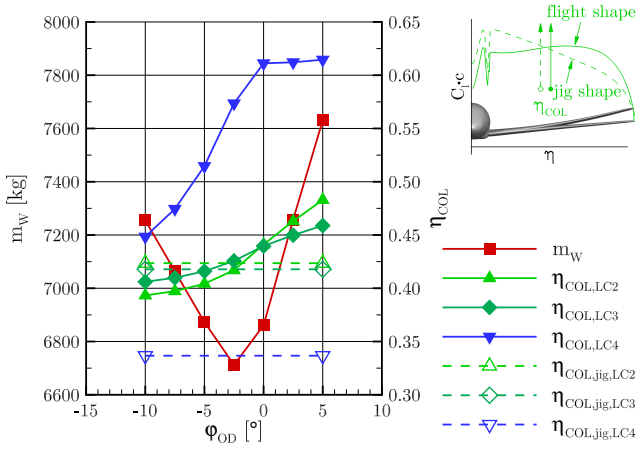 8000
7800
7600
7400
7200
7000
6800
6600
m_W [kg]
-15
-10
-5
0
5
10
φ_OD [°]
0.65
0.60
0.55
0.50
0.45
0.40
0.35
0.30
η_COL
flight shape
jig shape
η_COL
C_l·c
η
m_W
η_COL,LC2
η_COL,LC3
η_COL,LC4
η_COL,jig,LC2
η_COL,jig,LC3
η_COL,jig,LC4